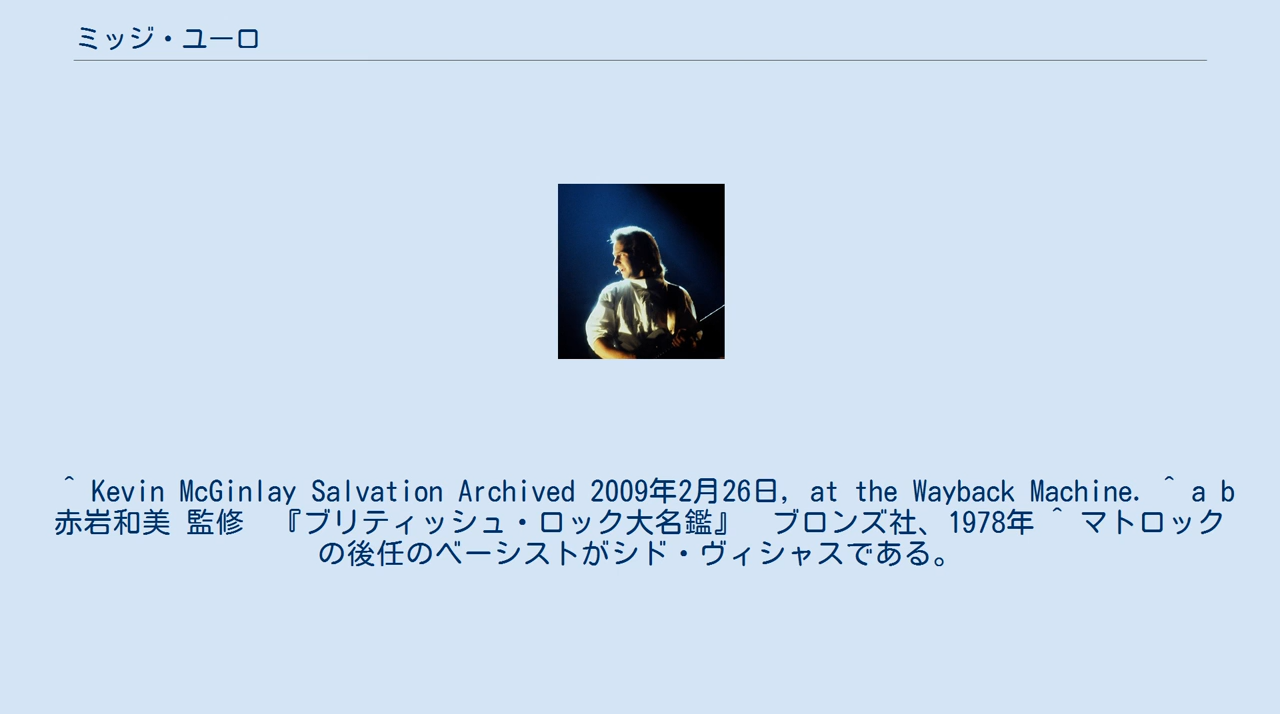 ミッジ・ユーロ
^ Kevin McGinlay Salvation Archived 2009年2月26日, at the Wayback Machine. ^ a b
赤岩和美 監修　『ブリティッシュ・ロック大名鑑』　ブロンズ社、1978年 ^ マトロック
の後任のベーシストがシド・ヴィシャスである。